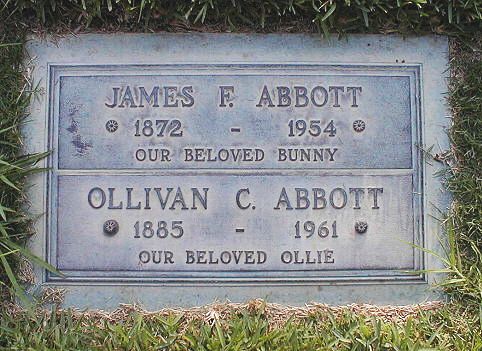 JAMES F. ABBOTT
1872 - 1954
OUR BELOVED BUNNY
OLLIVAN C. ABBOTT
1885 - 1961
OUR BELOVED OLLIE